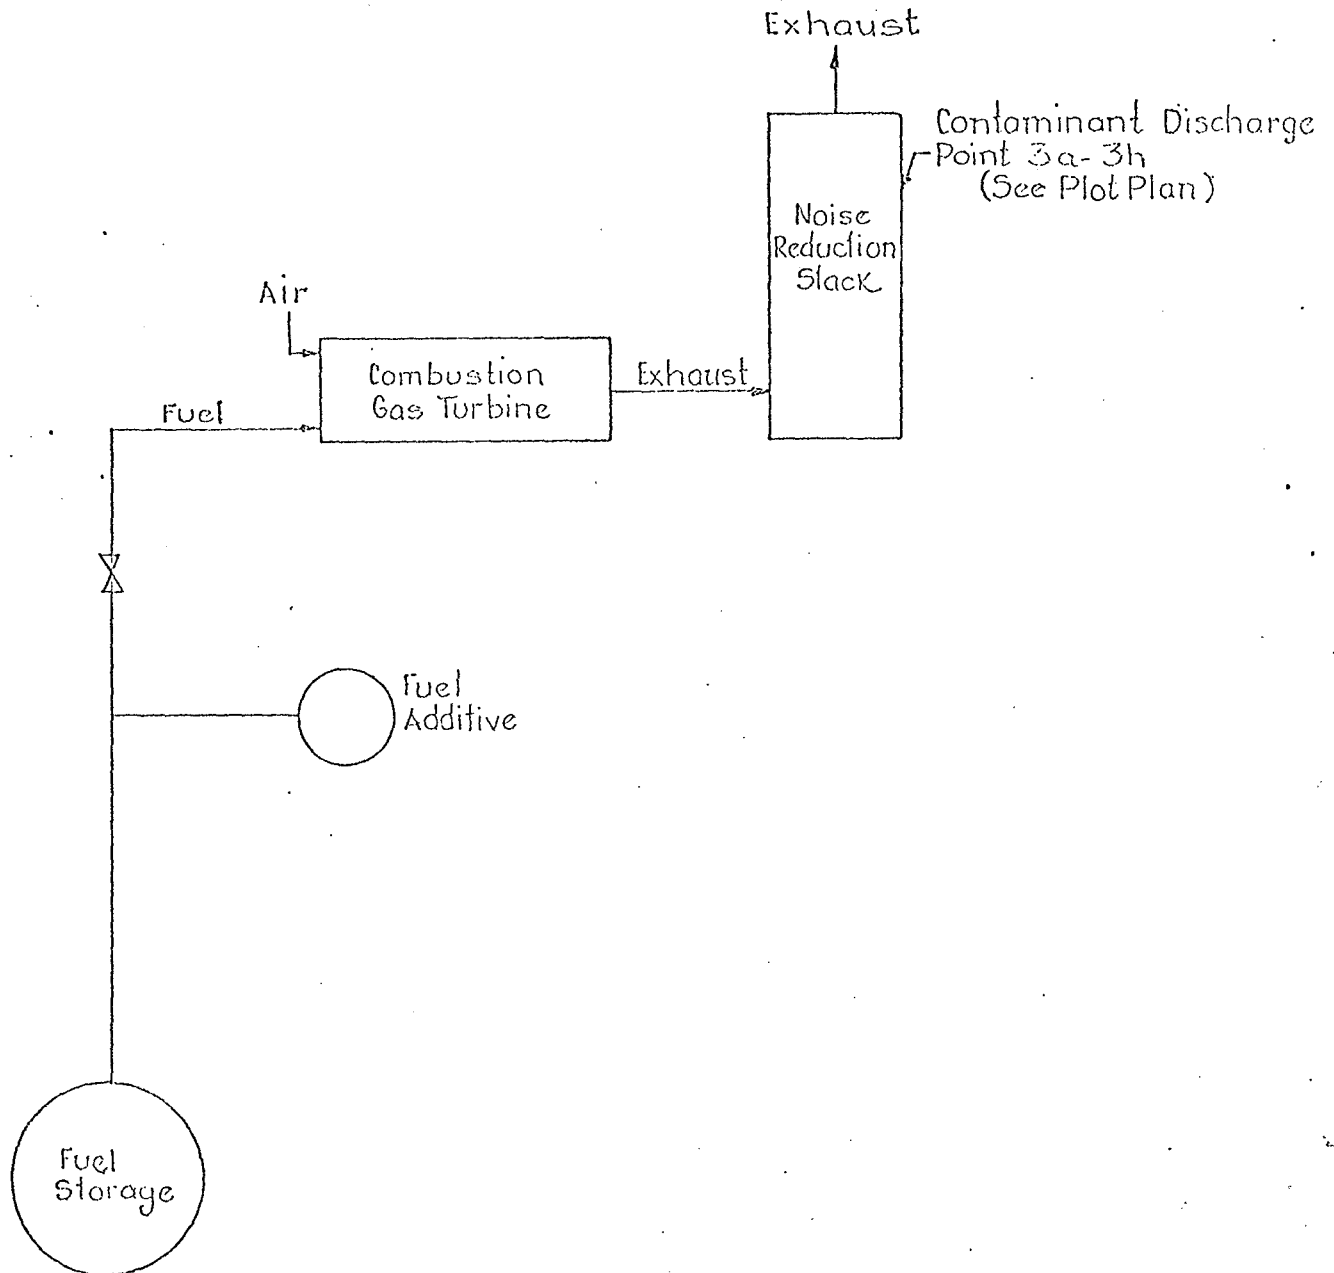 Exhaust
Contaminant Discharge
Point 3a-3h
(See Plot Plan)
Noise
Reduction
Stack
Air
Combustion
Gas Turbine
Exhaust
Fuel
Fuel
Additive
Fuel
Storage